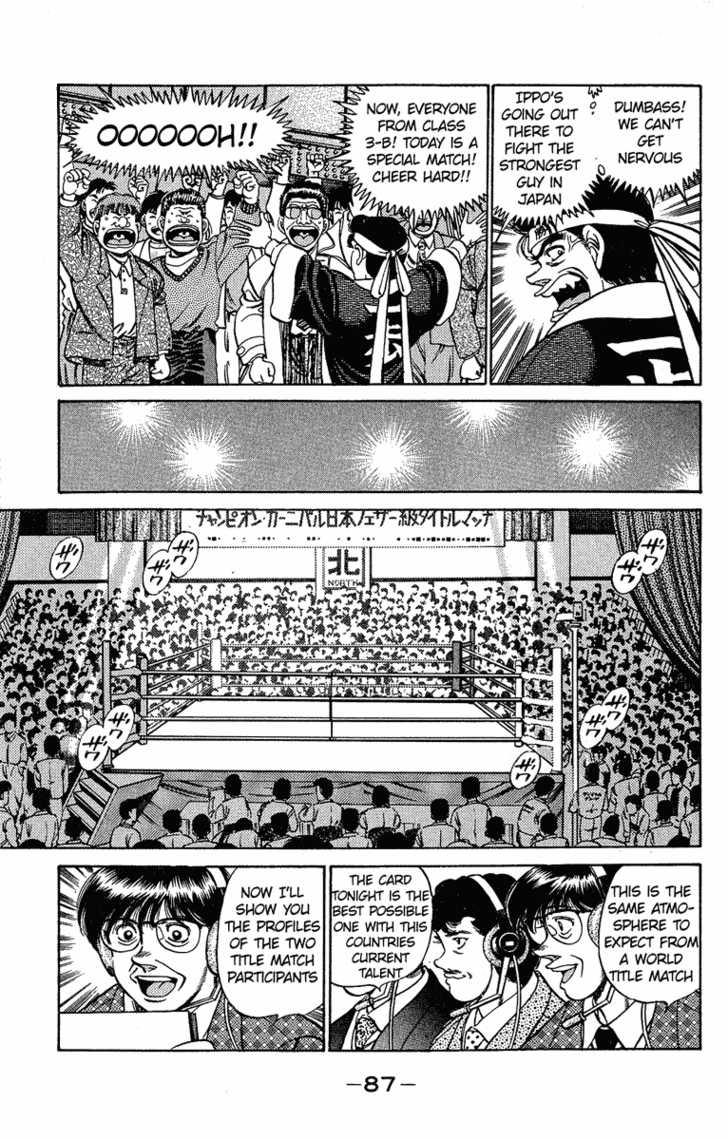 DUMBASS!
WE CAN'T
GET
NERVOUS
IPPO'S
GOING OUT
THERE TO
FIGHT THE
STRONGEST
GUY IN
JAPAN
NOW, EVERYONE
FROM CLASS
3-B! TODAY IS A
SPECIAL MATCH!
CHEER HARD!!
OOOOOOH!!
チャンピオン・カーニバル日本フェザー級タイトルマッチ
北
NORTH
ザワ
ザワ
ザワ
ザワ
ザワ
ザワ
ザワ
ザワ
ザワ
ザワ
THIS IS THE
SAME ATMO-
SPHERE TO
EXPECT FROM
A WORLD
TITLE MATCH
THE CARD
TONIGHT IS THE
BEST POSSIBLE
ONE WITH THIS
COUNTRIES
CURRENT
TALENT
NOW I'LL
SHOW YOU
THE PROFILES
OF THE TWO
TITLE MATCH
PARTICIPANTS
—87—